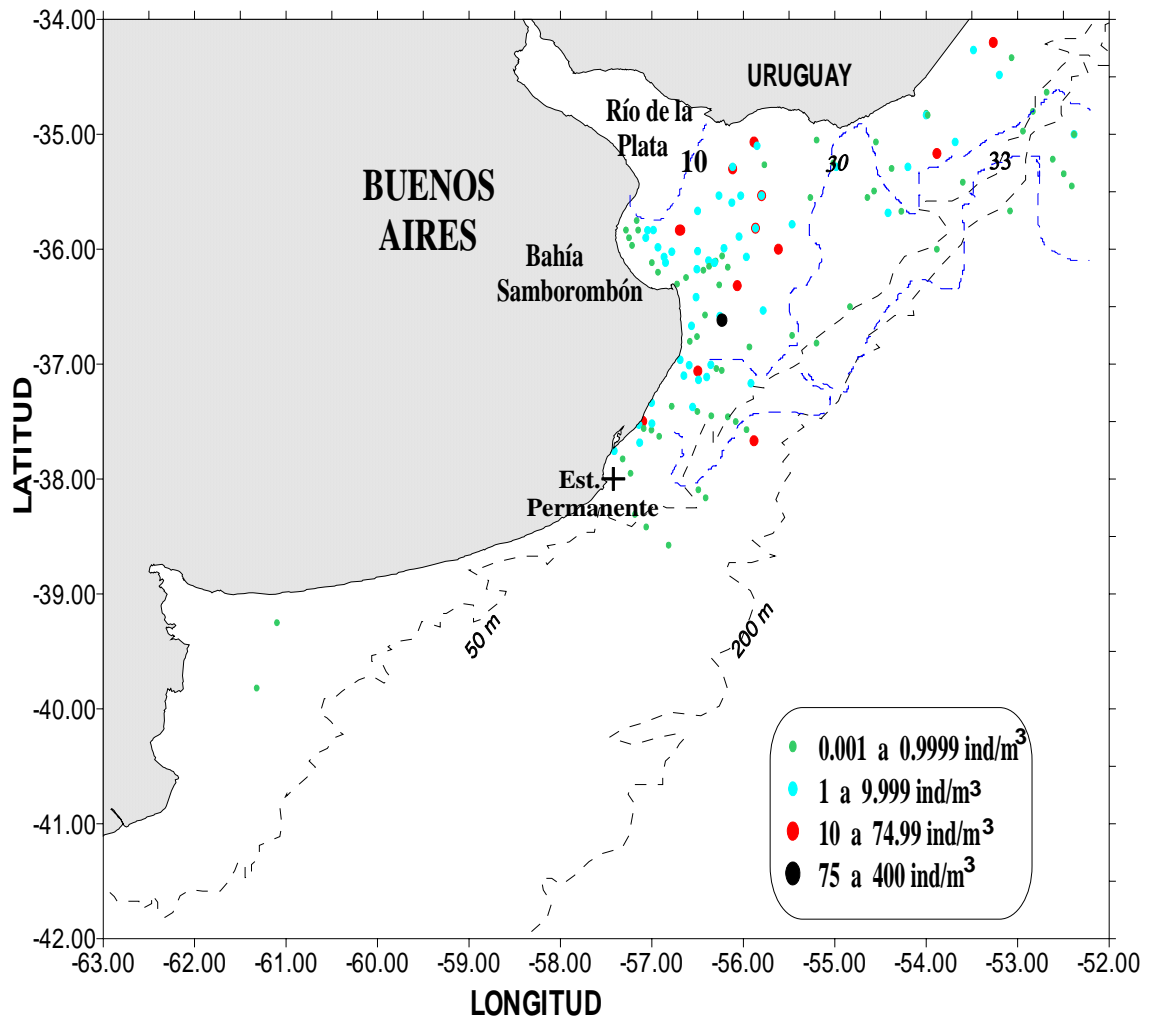 -34.00
-35.00
-36.00
-37.00
-38.00
-39.00
-40.00
-41.00
-42.00
LATITUD
-63.00 -62.00 -61.00 -60.00 -59.00 -58.00 -57.00 -56.00 -55.00 -54.00 -53.00 -52.00
LONGITUD
URUGUAY
Río de la
Plata
10
30
33
BUENOS
AIRES
Bahía
Samborombón
Est.
Permanente
50 m
200 m
0.001 a 0.9999 ind/m³
1 a 9.999 ind/m³
10 a 74.99 ind/m³
75 a 400 ind/m³